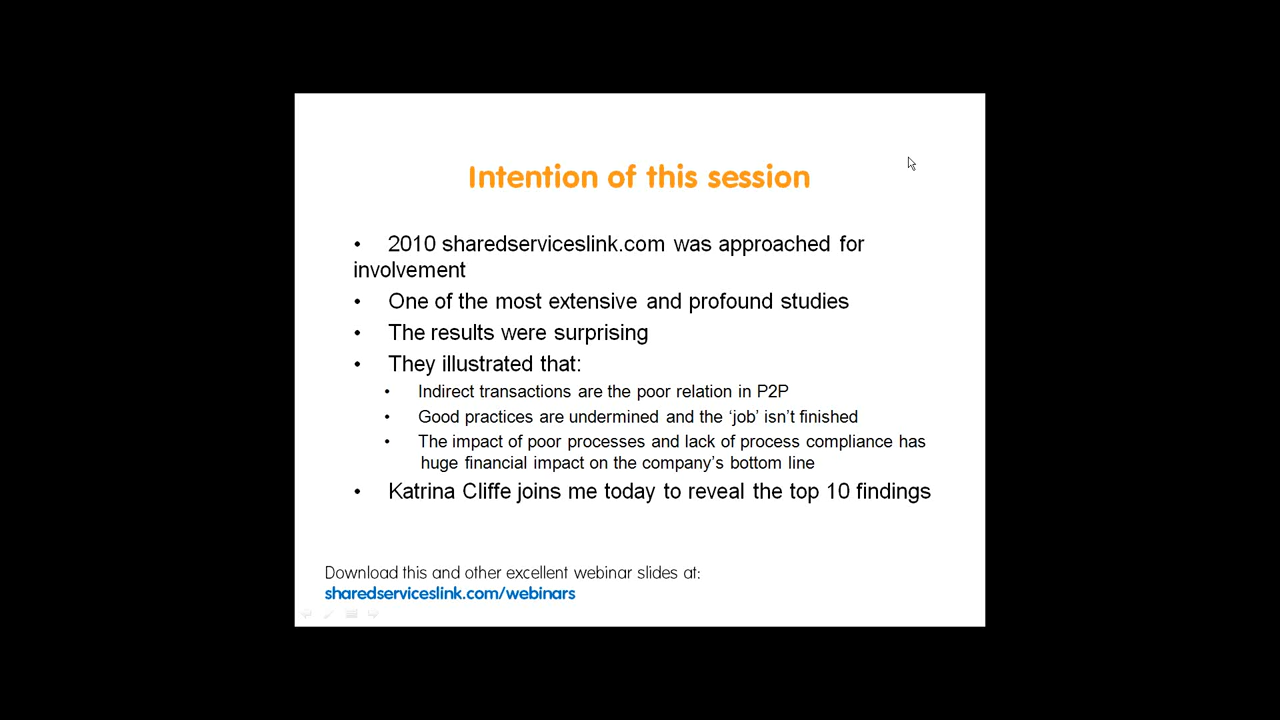 Intention of this session
• 2010 sharedserviceslink.com was approached for
involvement
• One of the most extensive and profound studies
• The results were surprising
• They illustrated that:
• Indirect transactions are the poor relation in P2P
• Good practices are undermined and the ‘job’ isn’t finished
• The impact of poor processes and lack of process compliance has
huge financial impact on the company’s bottom line
• Katrina Cliffe joins me today to reveal the top 10 findings
Download this and other excellent webinar slides at:
sharedserviceslink.com/webinars